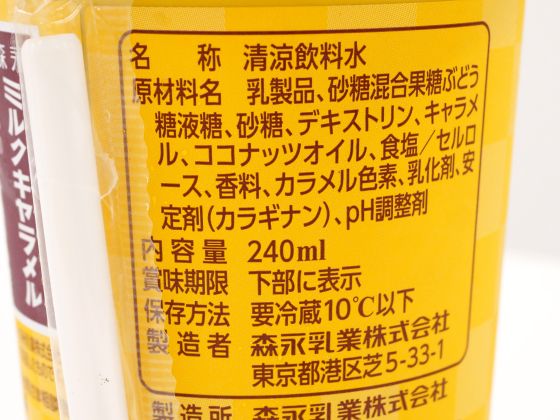 名　称　清涼飲料水
原材料名　乳製品、砂糖混合果糖ぶどう
糖液糖、砂糖、デキストリン、キャラメ
ル、ココナッツオイル、食塩／セルロ
ース、香料、カラメル色素、乳化剤、安
定剤（カラギナン）、pH調整剤
内容量　240ml
賞味期限　下部に表示
保存方法　要冷蔵10℃以下
製造者　森永乳業株式会社
東京都港区芝5-33-1
製造所　森永乳業株式会社
森永
ミルクキャラメル